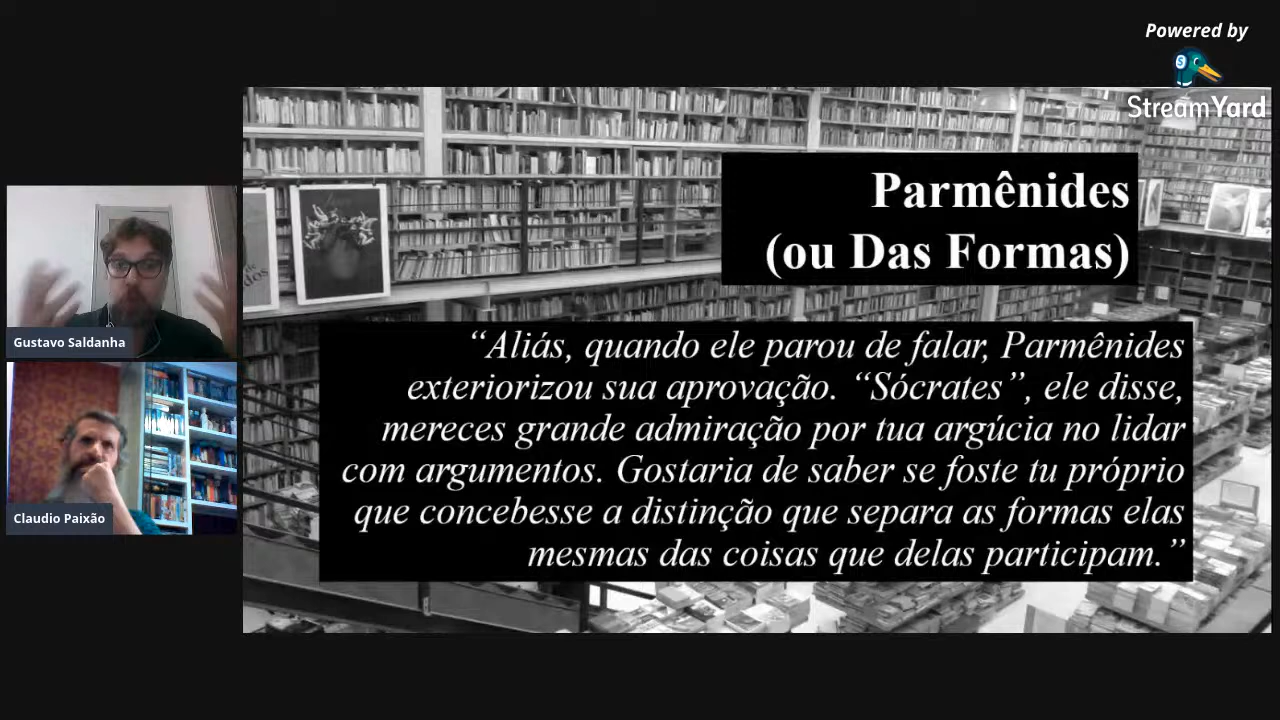 Powered by
StreamYard
Parmênides
(ou Das Formas)
“Aliás, quando ele parou de falar, Parmênides
exteriorizou sua aprovação. “Sócrates”, ele disse,
mereces grande admiração por tua argúcia no lidar
com argumentos. Gostaria de saber se foste tu próprio
que concebesse a distinção que separa as formas elas
mesmas das coisas que delas participam.”
Gustavo Saldanha
Claudio Paixão